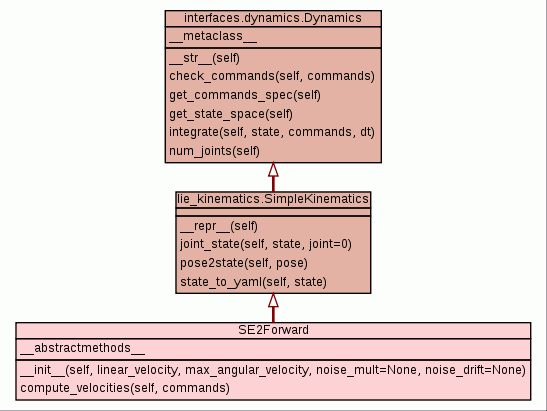 interfaces.dynamics.Dynamics
__metaclass__
__str__(self)
check_commands(self, commands)
get_commands_spec(self)
get_state_space(self)
integrate(self, state, commands, dt)
num_joints(self)
lie_kinematics.SimpleKinematics
__repr__(self)
joint_state(self, state, joint=0)
pose2state(self, pose)
state_to_yaml(self, state)
SE2Forward
__abstractmethods__
__init__(self, linear_velocity, max_angular_velocity, noise_mult=None, noise_drift=None)
compute_velocities(self, commands)